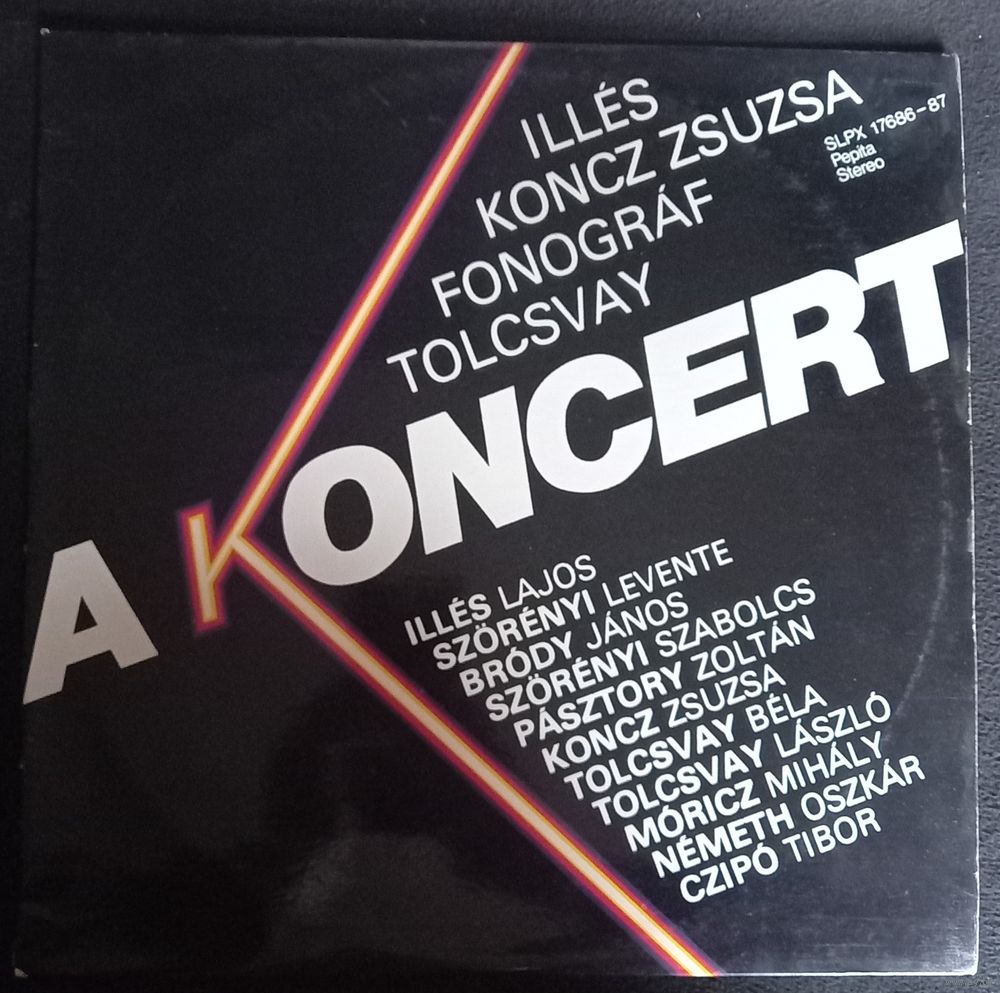 ILLÉS
KONCZ ZSUZSA
FONOGRÁF
TOLCSVAY
SLPX 17686-87
Pepita
Stereo
A KONCERT
ILLÉS LAJOS
SZÖRÉNYI LEVENTE
BRÓDY JÁNOS
SZÖRÉNYI SZABOLCS
PÁSZTORY ZOLTÁN
KONCZ ZSUZSA
TOLCSVAY BÉLA
TOLCSVAY LÁSZLÓ
MÓRICZ MIHÁLY
NÉMETH OSZKÁR
CZIPÓ TIBOR